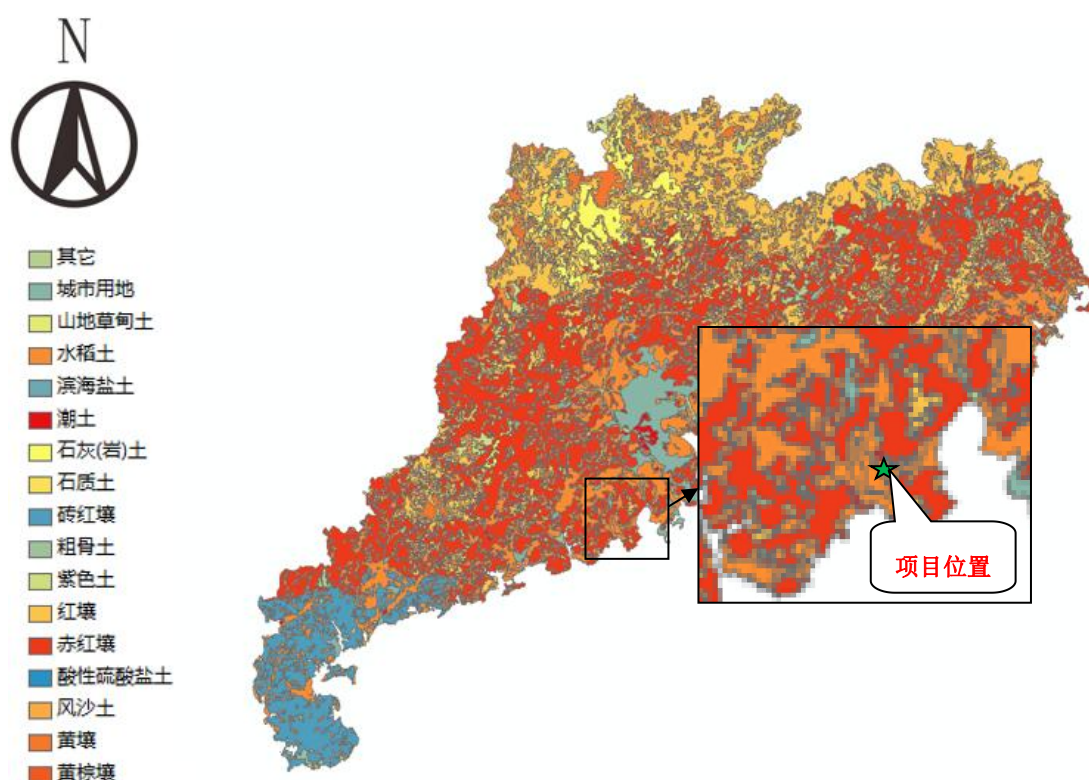 N
其它
城市用地
山地草甸土
水稻土
滨海盐土
潮土
石灰(岩)土
石质土
砖红壤
粗骨土
紫色土
红壤
赤红壤
酸性硫酸盐土
风沙土
黄壤
黄棕壤
项目位置